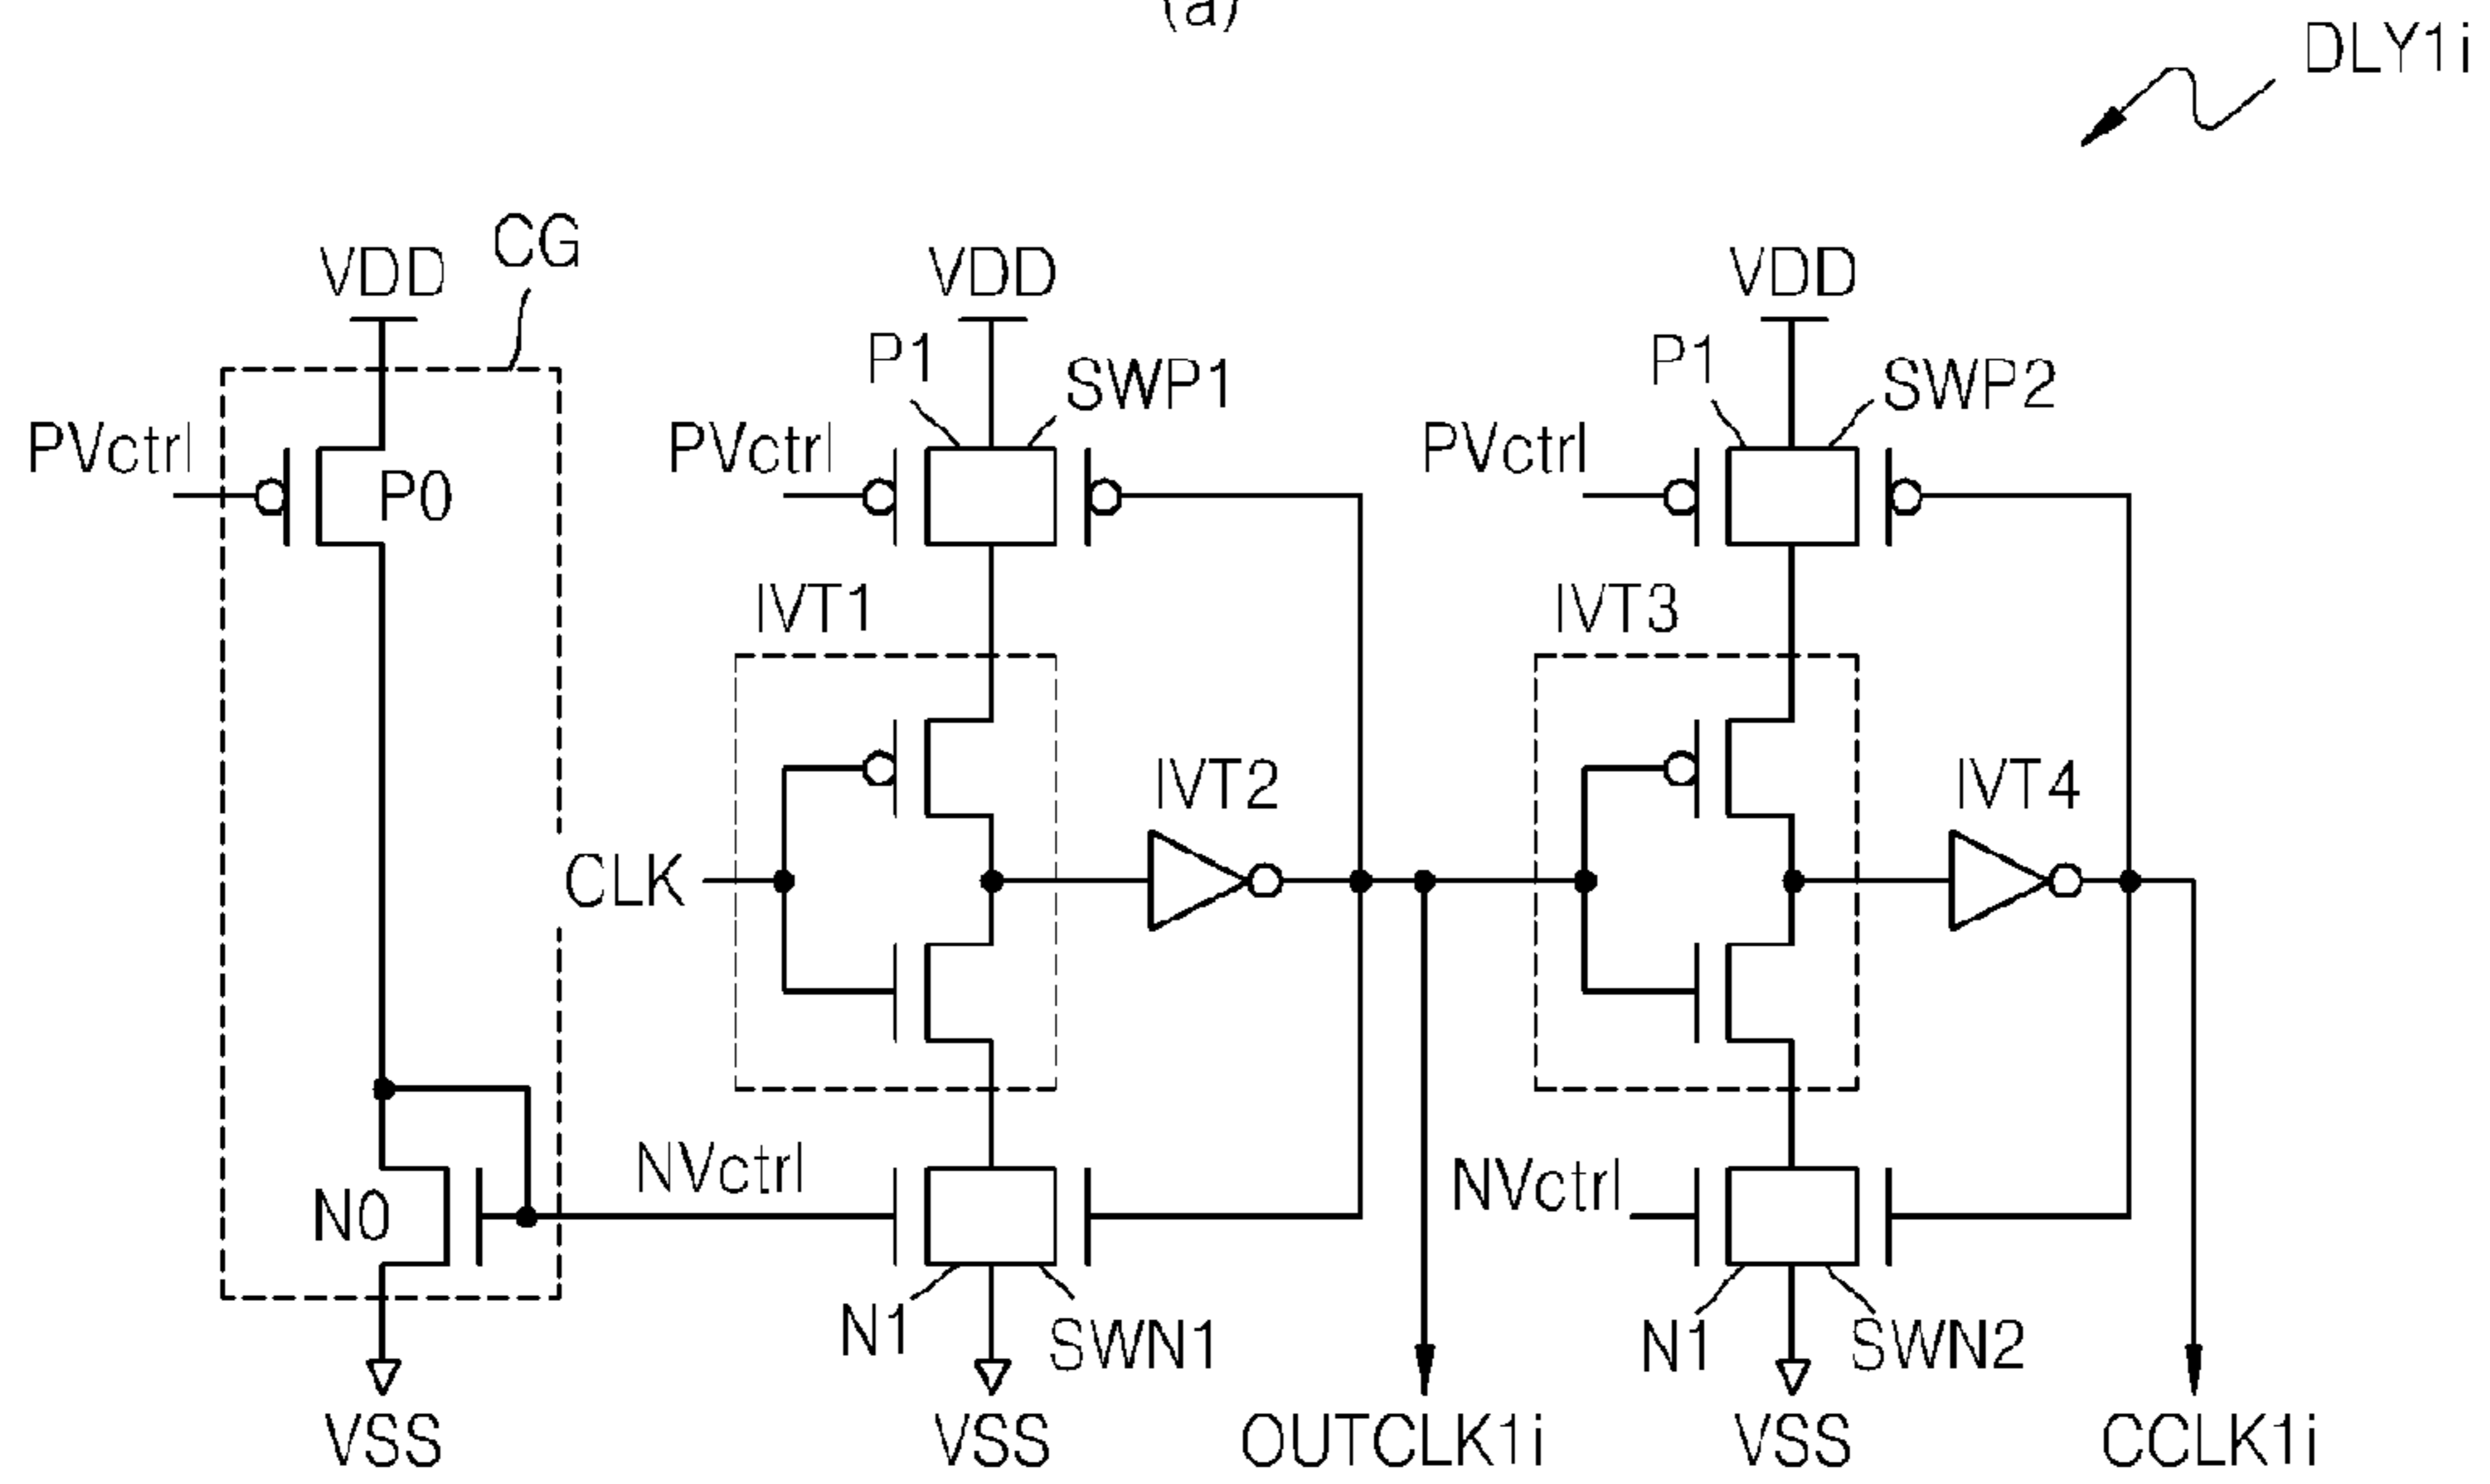 (a)
DLY1i
CG
VDD
VDD
VDD
P1
SWP1
P1
SWP2
PVctrl
PVctrl
PVctrl
P0
IVT1
IVT3
IVT2
IVT4
CLK
NVctrl
NVctrl
N0
N1
SWN1
N1
SWN2
VSS
VSS
OUTCLK1i
VSS
CCLK1i